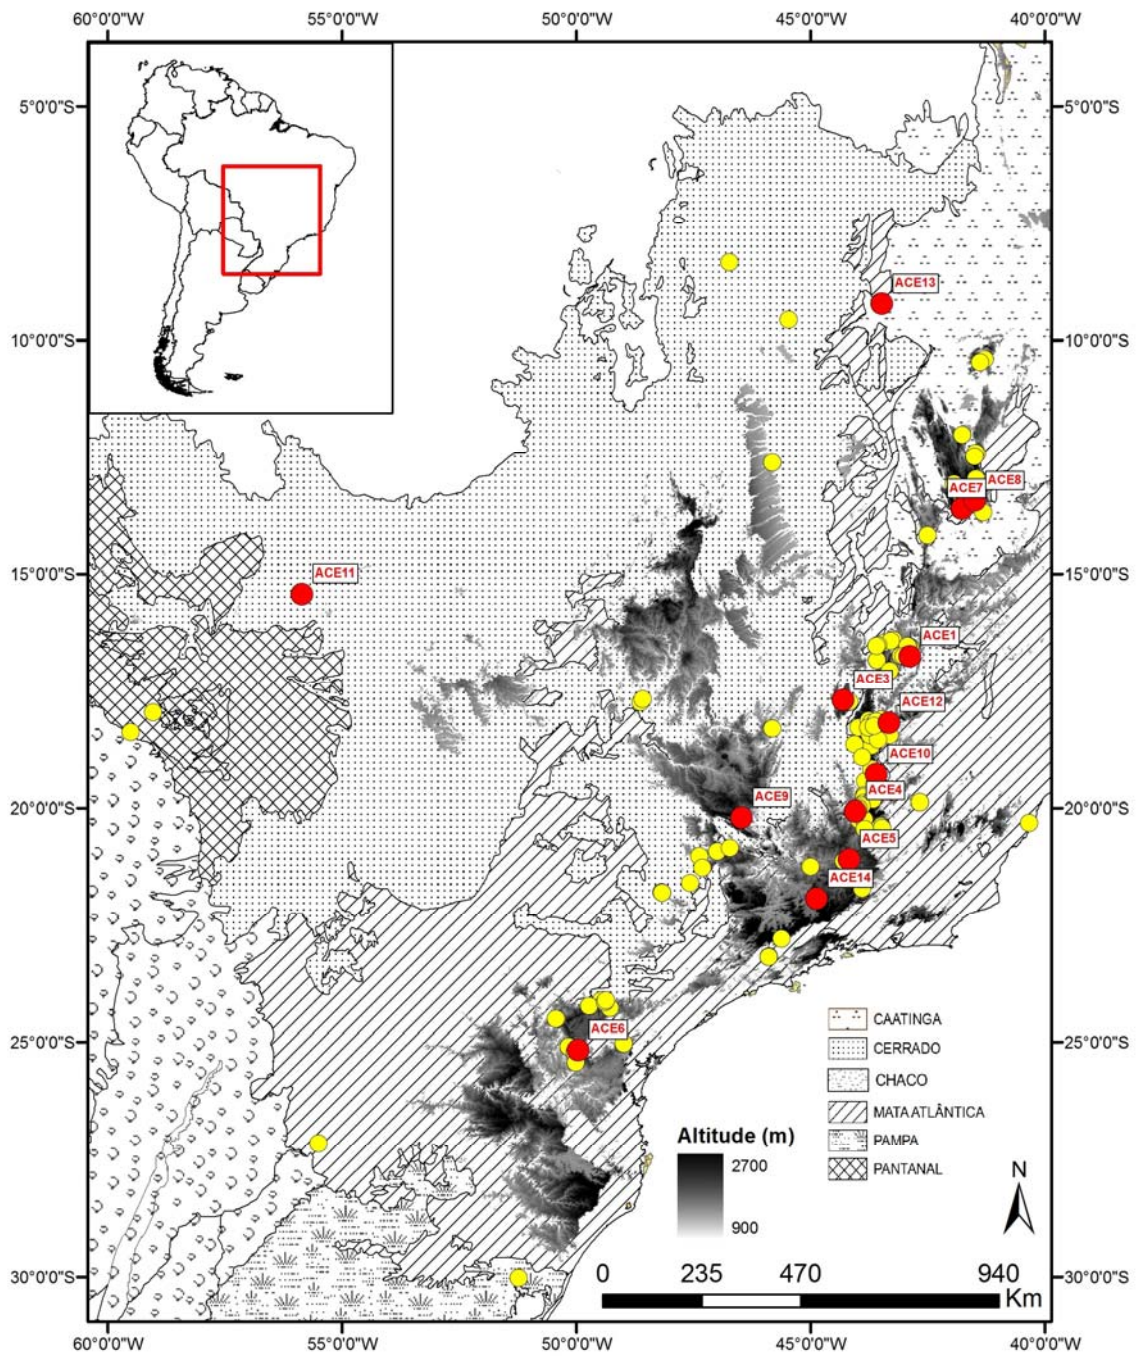 60°0'0"W 55°0'0"W 50°0'0"W 45°0'0"W 40°0'0"W
5°0'0"S 5°0'0"S
ACE13
10°0'0"S 10°0'0"S
ACE8
ACE7
ACE11
15°0'0"S 15°0'0"S
ACE1
ACE3
ACE12
ACE10
ACE4
ACE9
20°0'0"S 20°0'0"S
ACE5
ACE14
CAATINGA
ACE6
25°0'0"S 25°0'0"S
CERRADO
CHACO
MATA ATLÂNTICA
PAMPA
PANTANAL
Altitude (m)
2700
900
N
30°0'0"S 30°0'0"S
0 235 470 940
Km
60°0'0"W 55°0'0"W 50°0'0"W 45°0'0"W 40°0'0"W